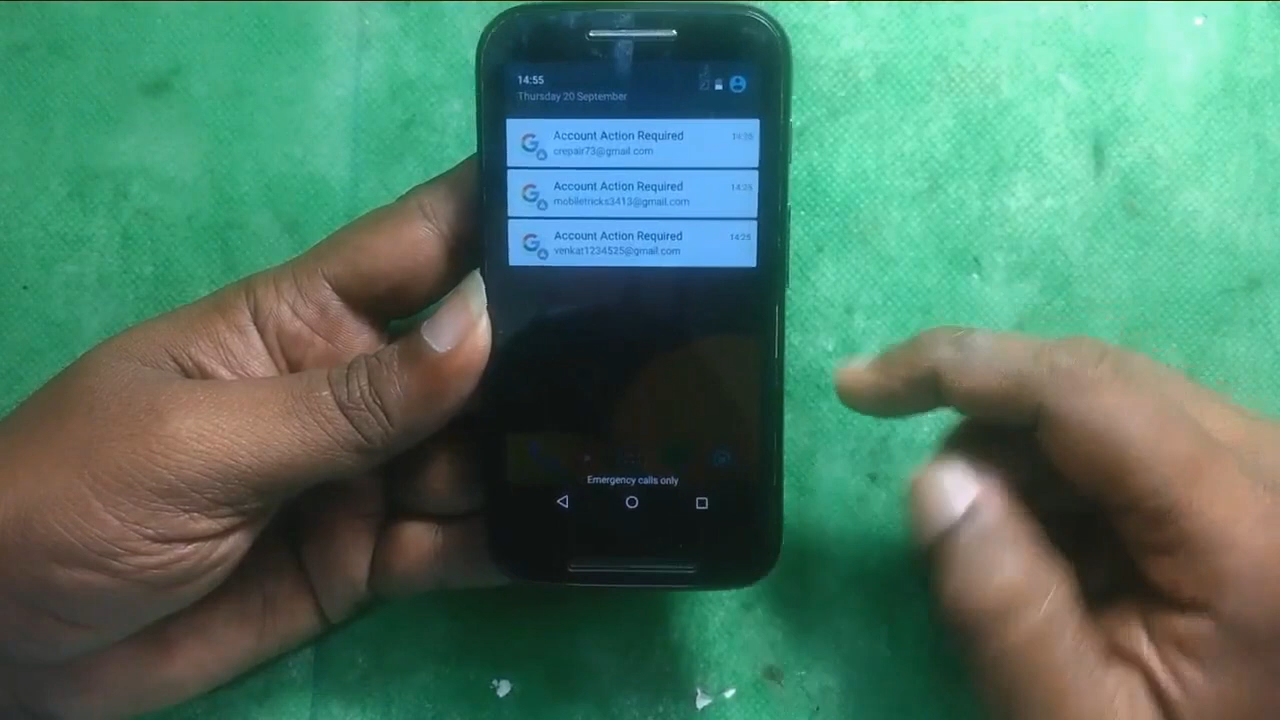 14:55
Thursday 20 September
Account Action Required 14:26
crepair73@gmail.com
Account Action Required 14:25
mobiletricks3413@gmail.com
Account Action Required 14:25
venkat1234525@gmail.com
Emergency calls only